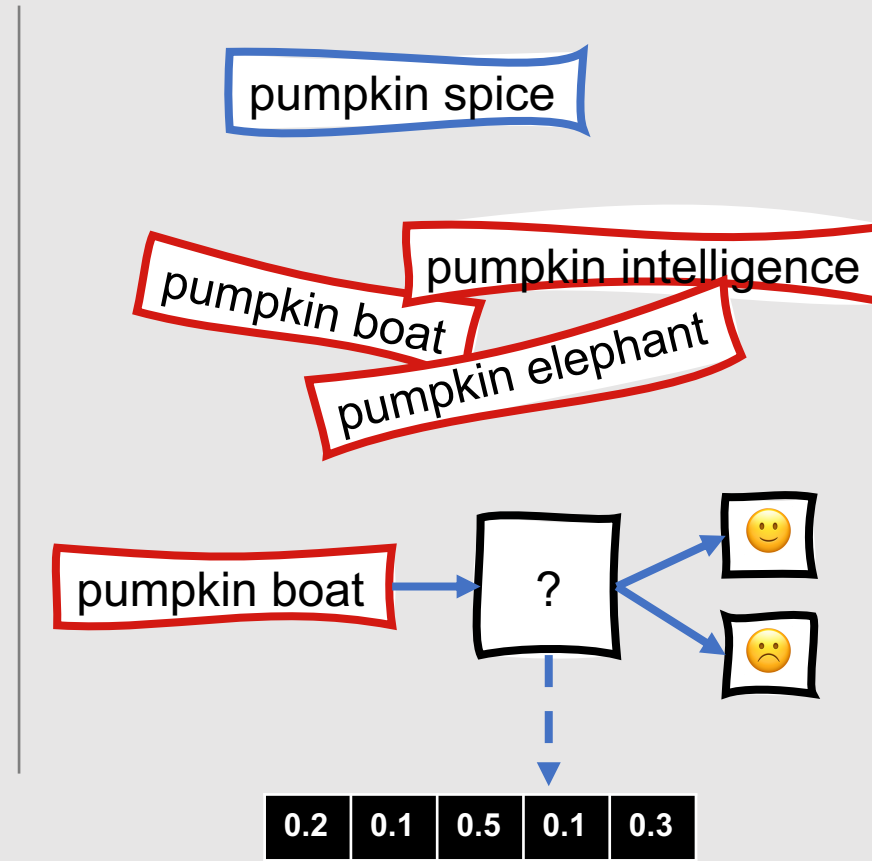 pumpkin spice
pumpkin intelligence
pumpkin boat
pumpkin elephant
pumpkin boat
?
0.2 0.1 0.5 0.1 0.3